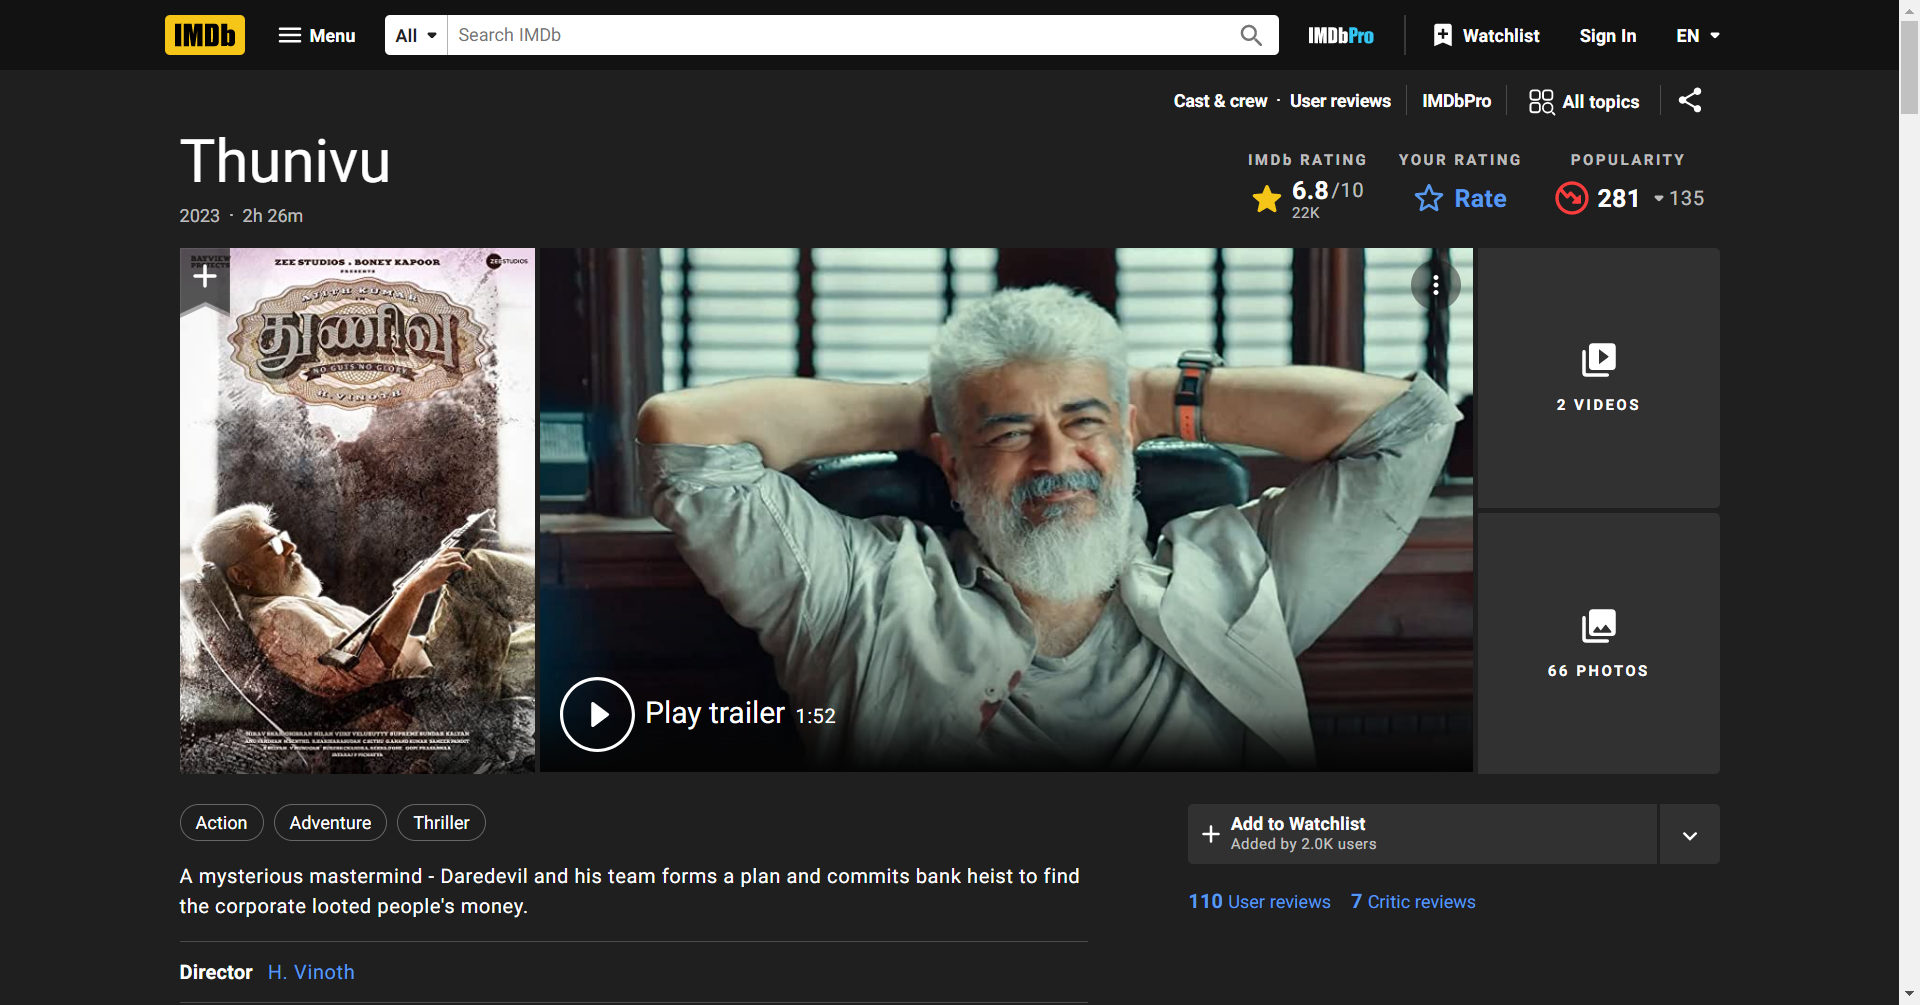 IMDb Menu All Search IMDb IMDbPro Watchlist Sign In EN
Cast & crew · User reviews IMDbPro All topics
Thunivu
2023 · 2h 26m
IMDb RATING
6.8/10
22K
YOUR RATING
Rate
POPULARITY
281 135
ZEE STUDIOS . BONEY KAPOOR
PRESENTS
ZEE STUDIOS
AJITH KUMAR
IN
துணிவு
NO GUTS NO GLORY
H. VINOTH
Play trailer 1:52
2 VIDEOS
66 PHOTOS
Action Adventure Thriller
A mysterious mastermind - Daredevil and his team forms a plan and commits bank heist to find
the corporate looted people's money.
Director H. Vinoth
Add to Watchlist
Added by 2.0K users
110 User reviews 7 Critic reviews